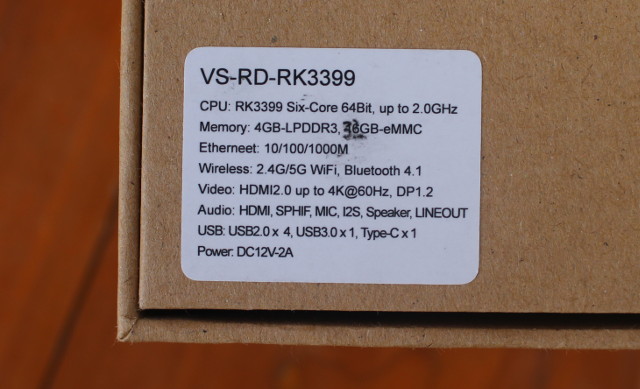 VS-RD-RK3399
CPU: RK3399 Six-Core 64Bit, up to 2.0GHz
Memory: 4GB-LPDDR3, 32GB-eMMC
Etherneet: 10/100/1000M
Wireless: 2.4G/5G WiFi, Bluetooth 4.1
Video: HDMI2.0 up to 4K@60Hz, DP1.2
Audio: HDMI, SPHIF, MIC, I2S, Speaker, LINEOUT
USB: USB2.0 x 4, USB3.0 x 1, Type-C x 1
Power: DC12V-2A